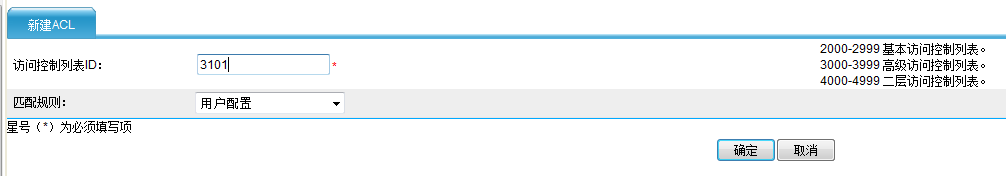 新建ACL
访问控制列表ID：
3101
*
2000-2999 基本访问控制列表。
3000-3999 高级访问控制列表。
4000-4999 二层访问控制列表。
匹配规则：
用户配置
星号（*）为必须填写项
确定
取消